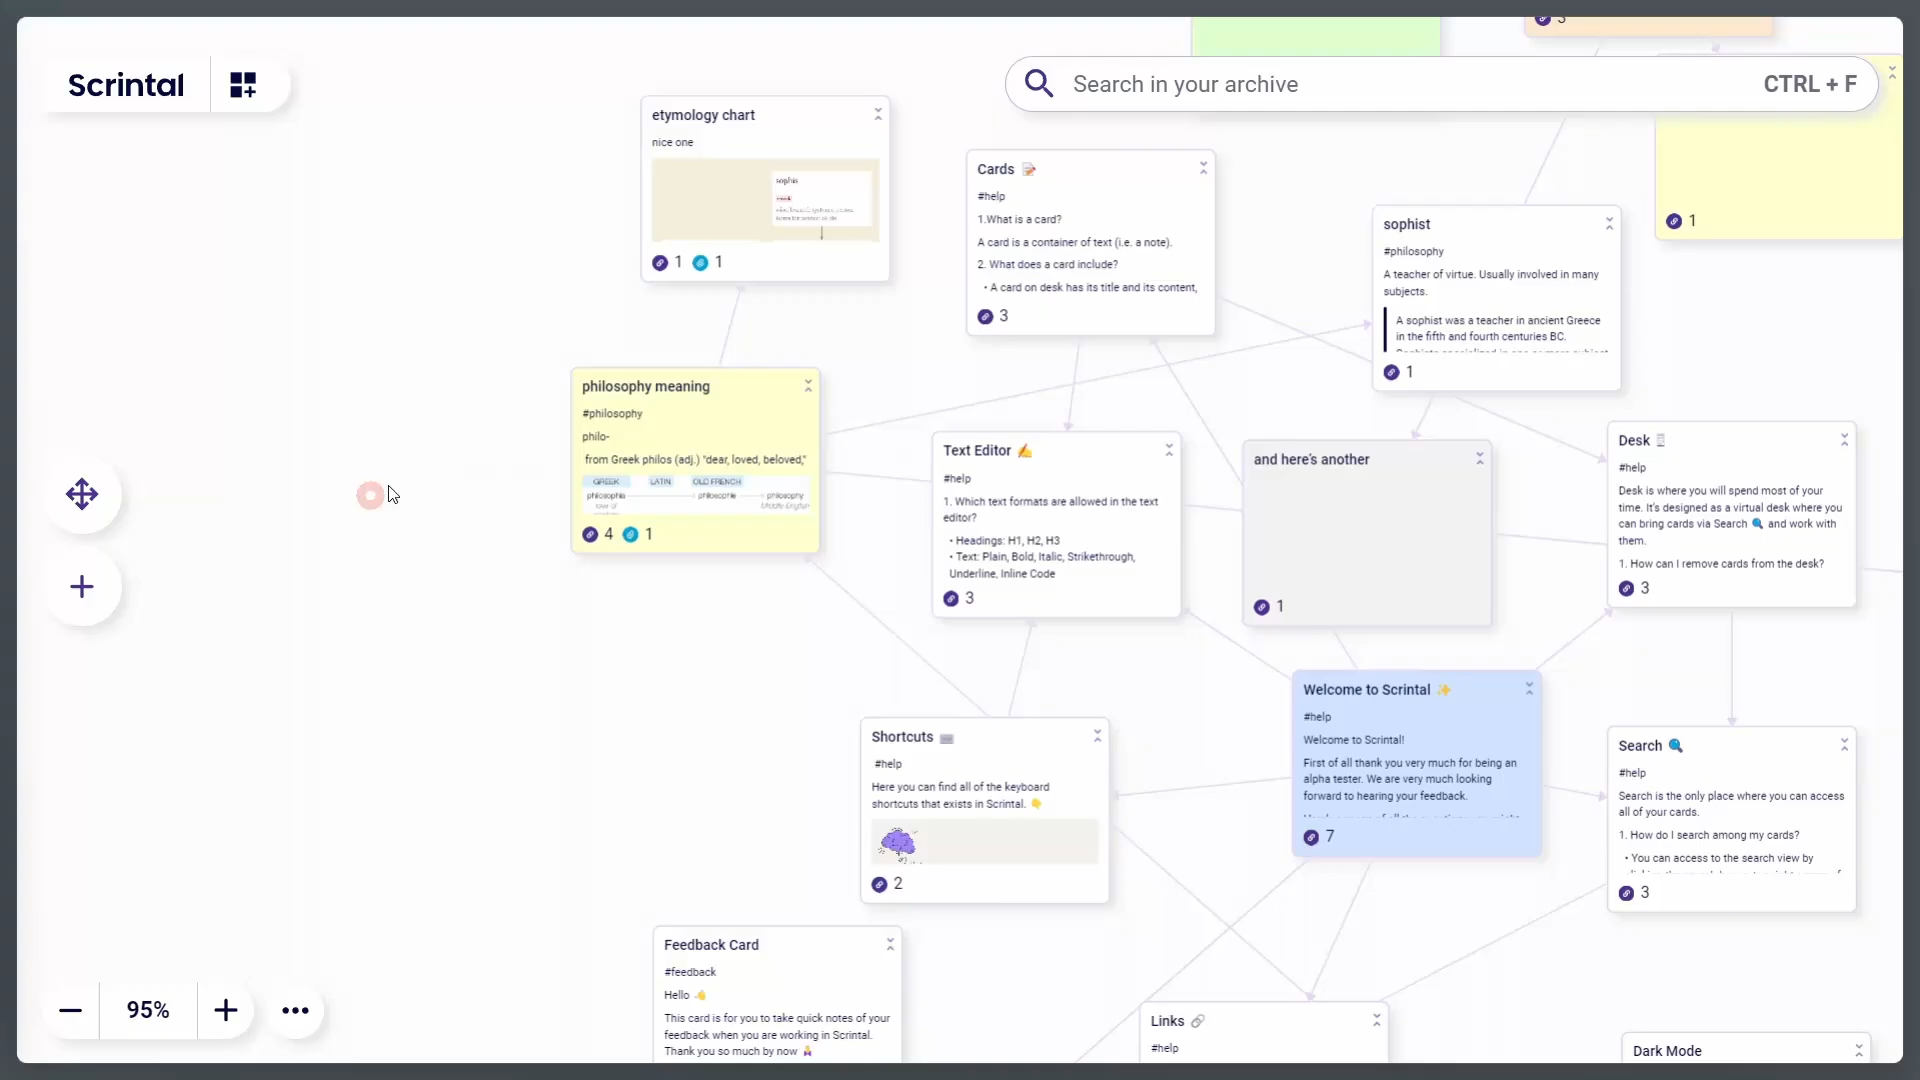 Scrintal
Search in your archive
CTRL + F
3
1
etymology chart
nice one
sophis
1 1
Cards
#help
1.What is a card?
A card is a container of text (i.e. a note).
2. What does a card include?
• A card on desk has its title and its content,
3
sophist
#philosophy
A teacher of virtue. Usually involved in many
subjects.
A sophist was a teacher in ancient Greece
in the fifth and fourth centuries BC.
1
philosophy meaning
#philosophy
philo-
from Greek philos (adj.) "dear, loved, beloved,"
GREEK LATIN OLD FRENCH
philosophia philosophie philosophy
love of Middle English
4 1
Text Editor
#help
1. Which text formats are allowed in the text
editor?
• Headings: H1, H2, H3
• Text: Plain, Bold, Italic, Strikethrough,
Underline, Inline Code
3
and here's another
1
Desk
#help
Desk is where you will spend most of your
time. It's designed as a virtual desk where you
can bring cards via Search and work with
them.
1. How can I remove cards from the desk?
3
Shortcuts
#help
Here you can find all of the keyboard
shortcuts that exists in Scrintal.
2
Welcome to Scrintal
#help
Welcome to Scrintal!
First of all thank you very much for being an
alpha tester. We are very much looking
forward to hearing your feedback.
7
Search
#help
Search is the only place where you can access
all of your cards.
1. How do I search among my cards?
• You can access to the search view by
3
Feedback Card
#feedback
Hello
This card is for you to take quick notes of your
feedback when you are working in Scrintal.
Thank you so much by now
Links
#help
Dark Mode
95%